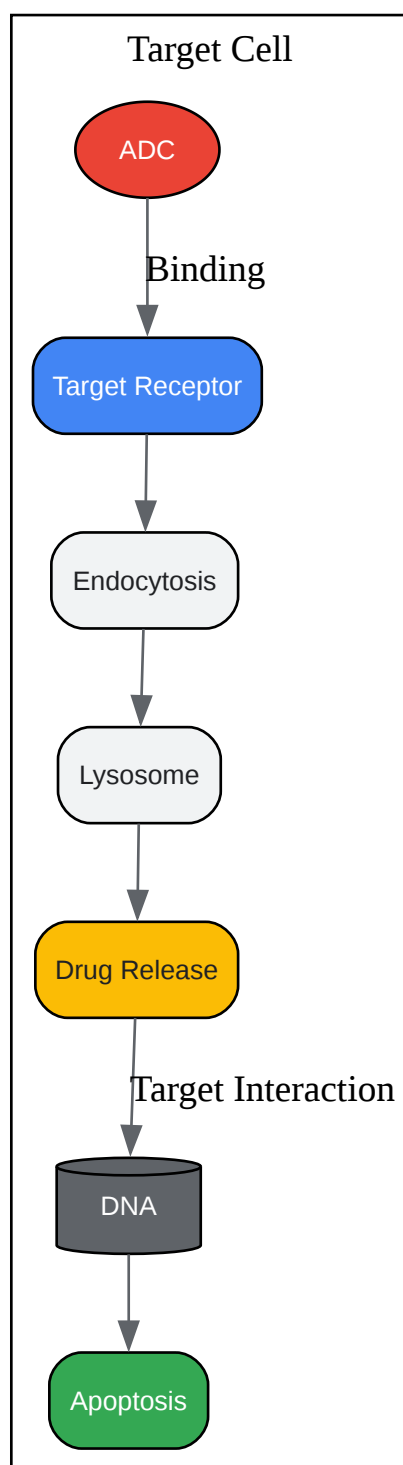 Target Cell
ADC
Binding
Target Receptor
Endocytosis
Lysosome
Drug Release
Target Interaction
DNA
Apoptosis